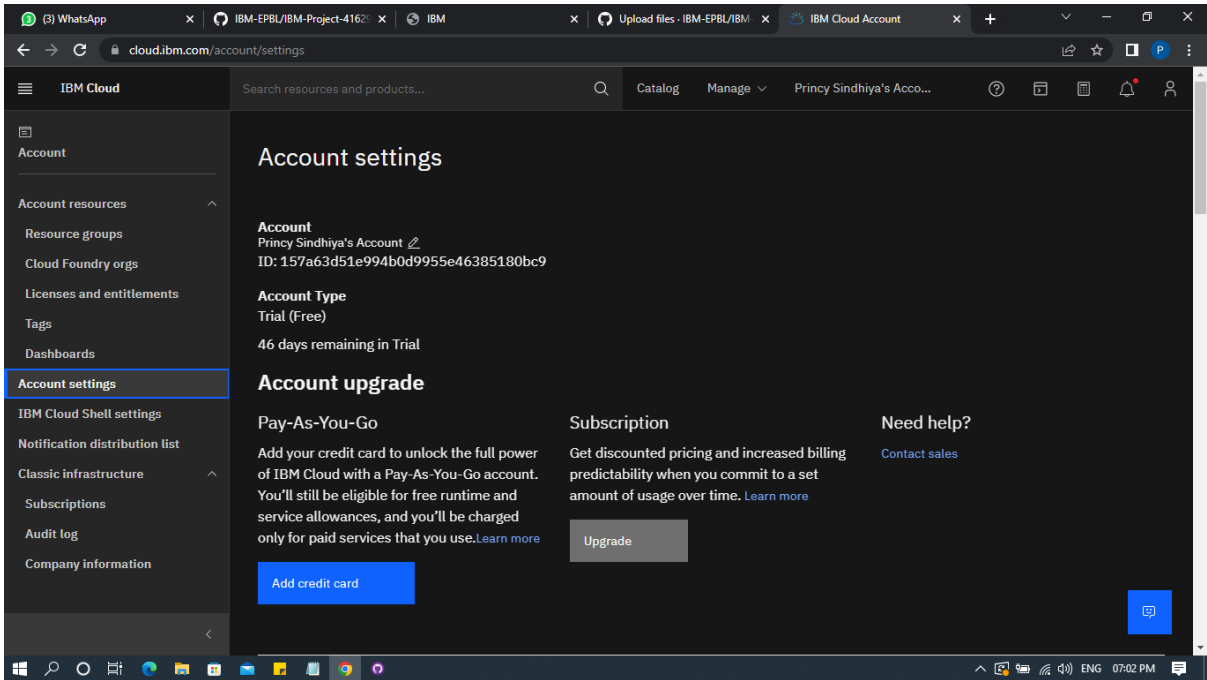 (3) WhatsApp
IBM-EPBL/IBM-Project-41629
IBM
Upload files · IBM-EPBL/IBM-
IBM Cloud Account
cloud.ibm.com/account/settings
P
IBM Cloud
Search resources and products...
Catalog
Manage
Princy Sindhiya's Acco...
Account
Account resources
Resource groups
Cloud Foundry orgs
Licenses and entitlements
Tags
Dashboards
Account settings
IBM Cloud Shell settings
Notification distribution list
Classic infrastructure
Subscriptions
Audit log
Company information
Account settings
Account
Princy Sindhiya's Account
ID: 157a63d51e994b0d9955e46385180bc9
Account Type
Trial (Free)
46 days remaining in Trial
Account upgrade
Pay-As-You-Go
Add your credit card to unlock the full power
of IBM Cloud with a Pay-As-You-Go account.
You'll still be eligible for free runtime and
service allowances, and you'll be charged
only for paid services that you use.Learn more
Add credit card
Subscription
Get discounted pricing and increased billing
predictability when you commit to a set
amount of usage over time. Learn more
Upgrade
Need help?
Contact sales
ENG
07:02 PM